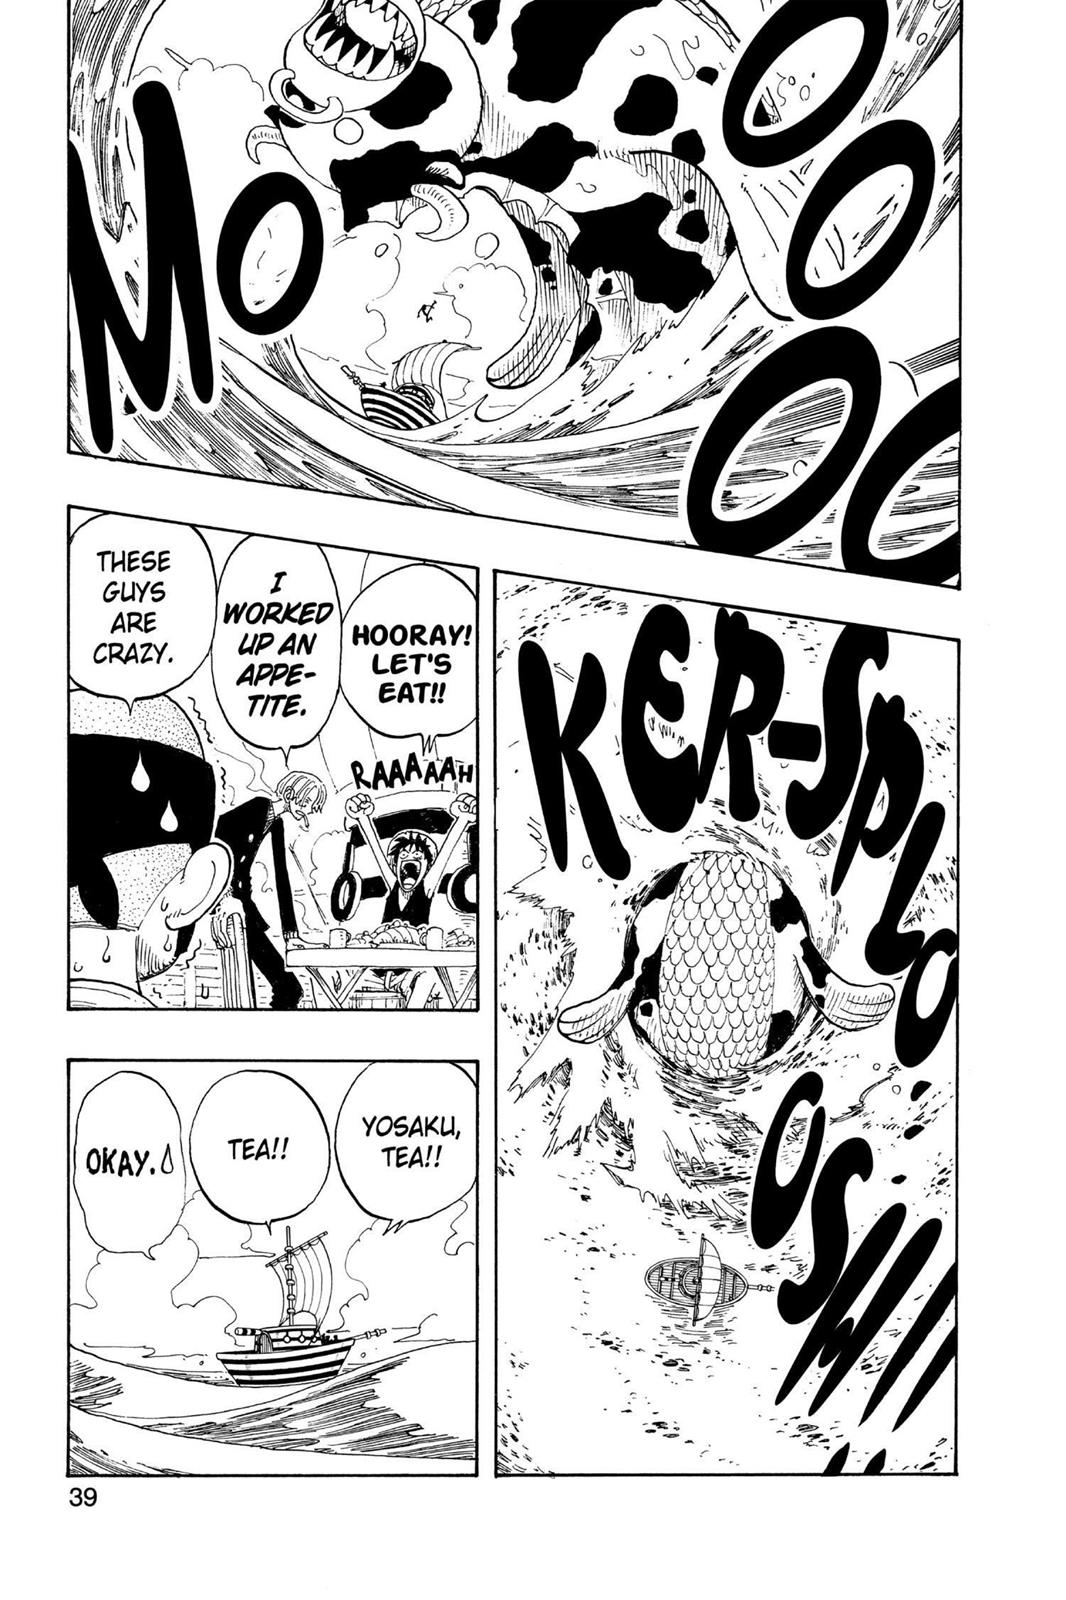 MOOOOO
KER-SPLOOSH!!
HOORAY!
LET'S
EAT!!
RAAAAAH
I
WORKED
UP AN
APPE-
TITE.
THESE
GUYS
ARE
CRAZY.
YOSAKU,
TEA!!
TEA!!
OKAY.
39